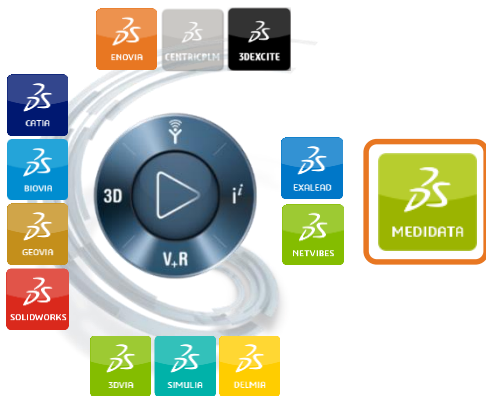 ENOVIA
CENTRICPLM
3DEXCITE
CATIA
BIOVIA
GEOVIA
SOLIDWORKS
3D
i
i
V+R
EXALEAD
NETVIBES
MEDIDATA
3DVIA
SIMULIA
DELMIA